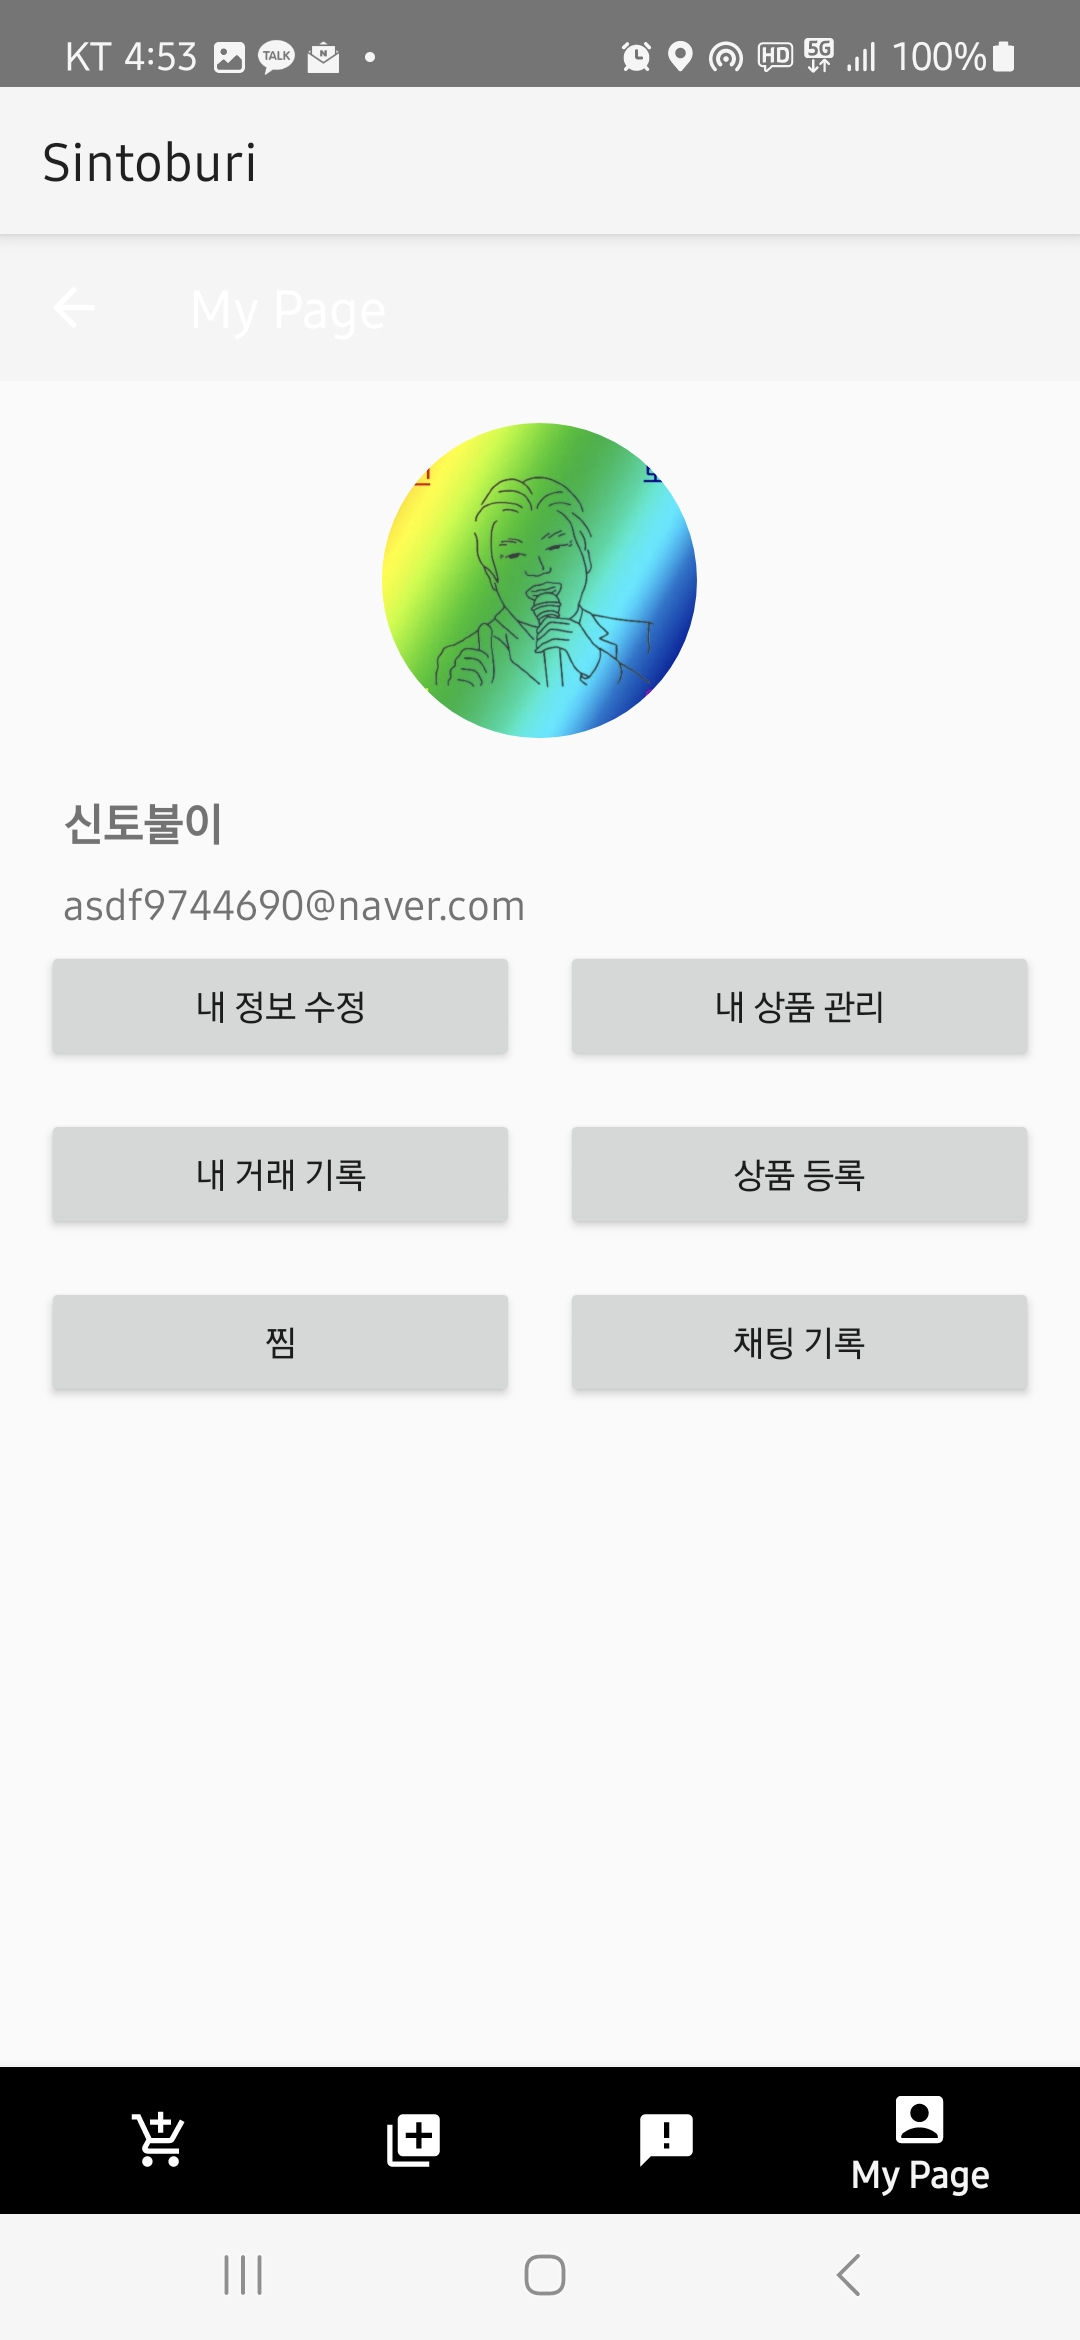 KT 4:53 TALK N HD 5G 100%
Sintoburi
My Page
신토불이
asdf9744690@naver.com
내 정보 수정
내 상품 관리
내 거래 기록
상품 등록
찜
채팅 기록
My Page